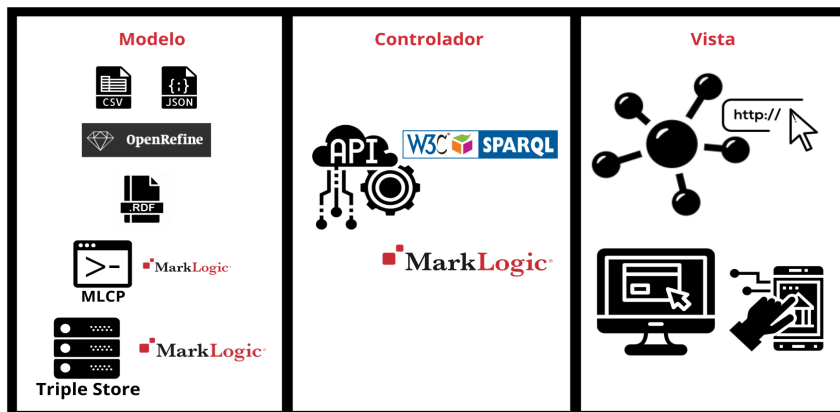 Modelo
CSV
{;}
JSON
OpenRefine
.RDF
>-
MLCP
MarkLogic
Triple Store
MarkLogic
Controlador
API
W3C SPARQL
MarkLogic
Vista
http://